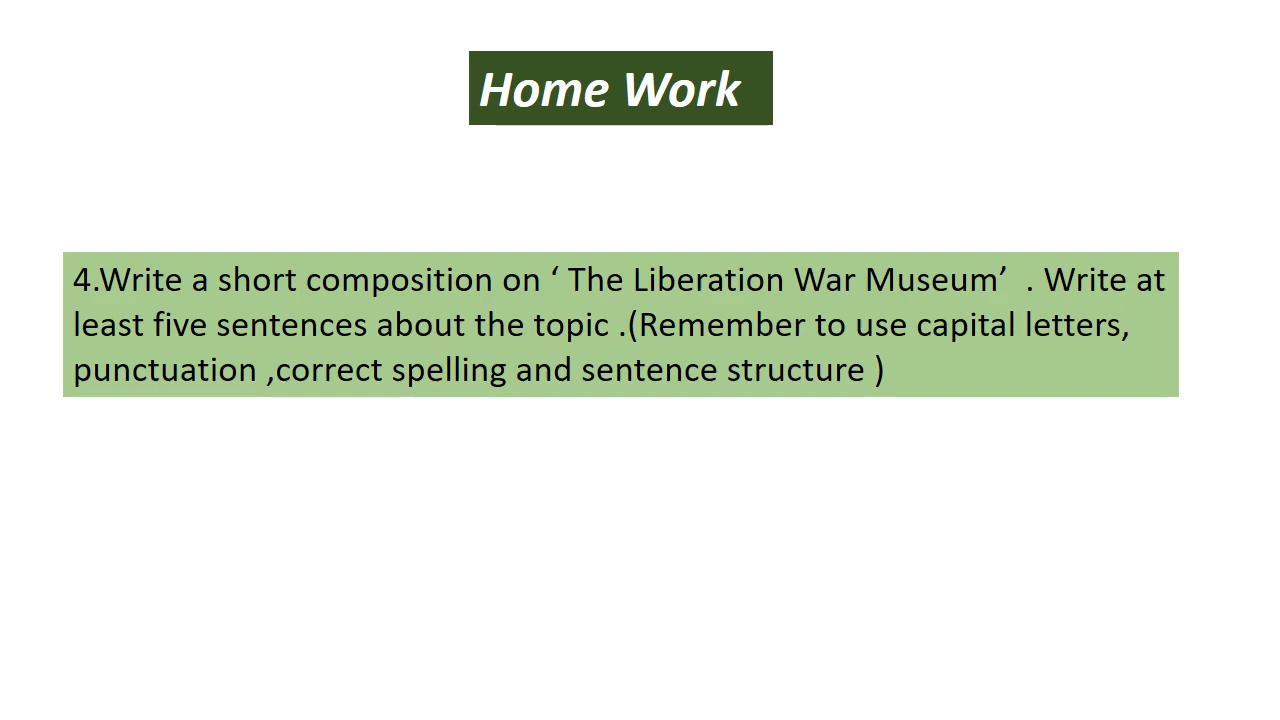 Home Work
4.Write a short composition on ‘ The Liberation War Museum’  . Write at
least five sentences about the topic .(Remember to use capital letters,
punctuation ,correct spelling and sentence structure )